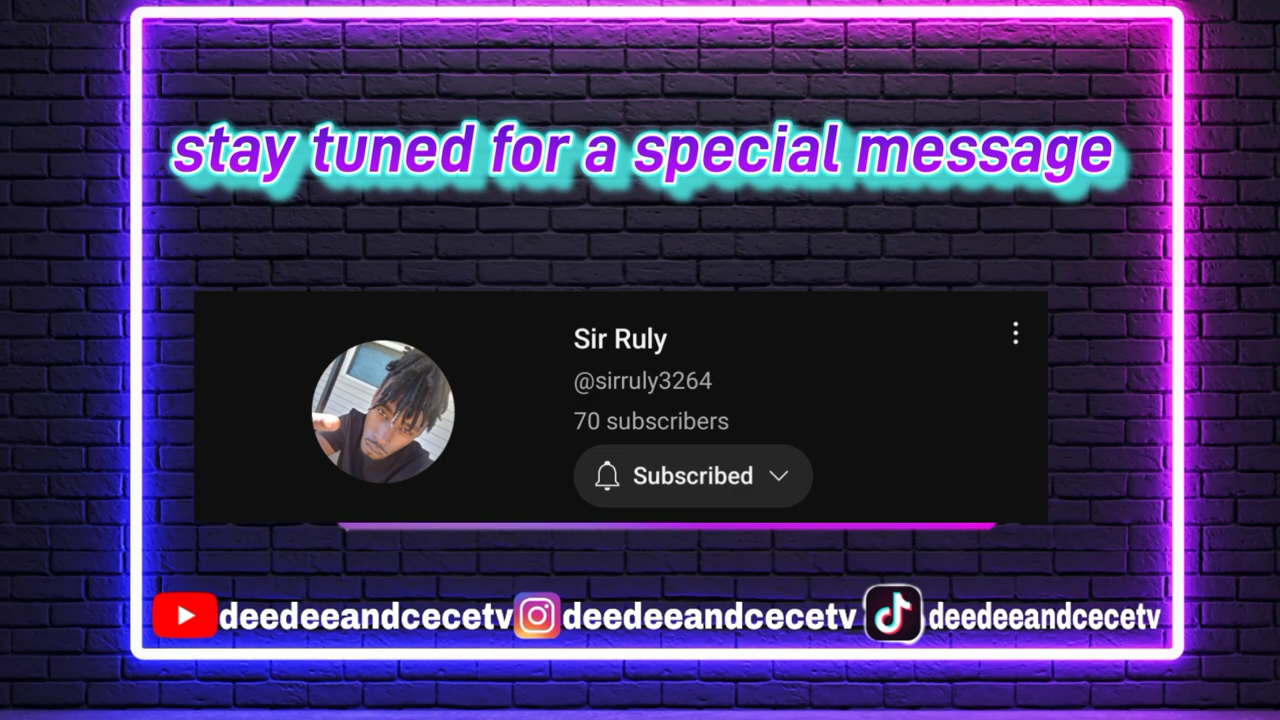 stay tuned for a special message
Sir Ruly
@sirruly3264
70 subscribers
Subscribed
deedeeandcecetv deedeeandcecetv deedeeandcecetv